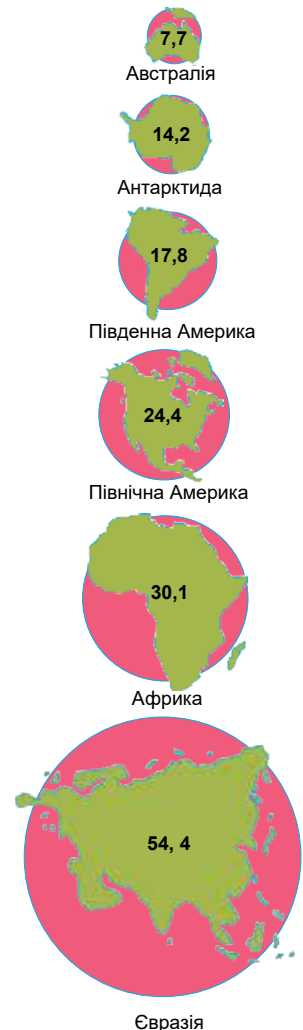 7,7
Австралія
14,2
Антарктида
17,8
Південна Америка
24,4
Північна Америка
30,1
Африка
54, 4
Євразія